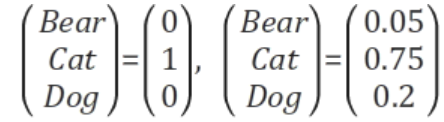 (Bear Cat Dog) = (0 1 0), (Bear Cat Dog) = (0.05 0.75 0.2)